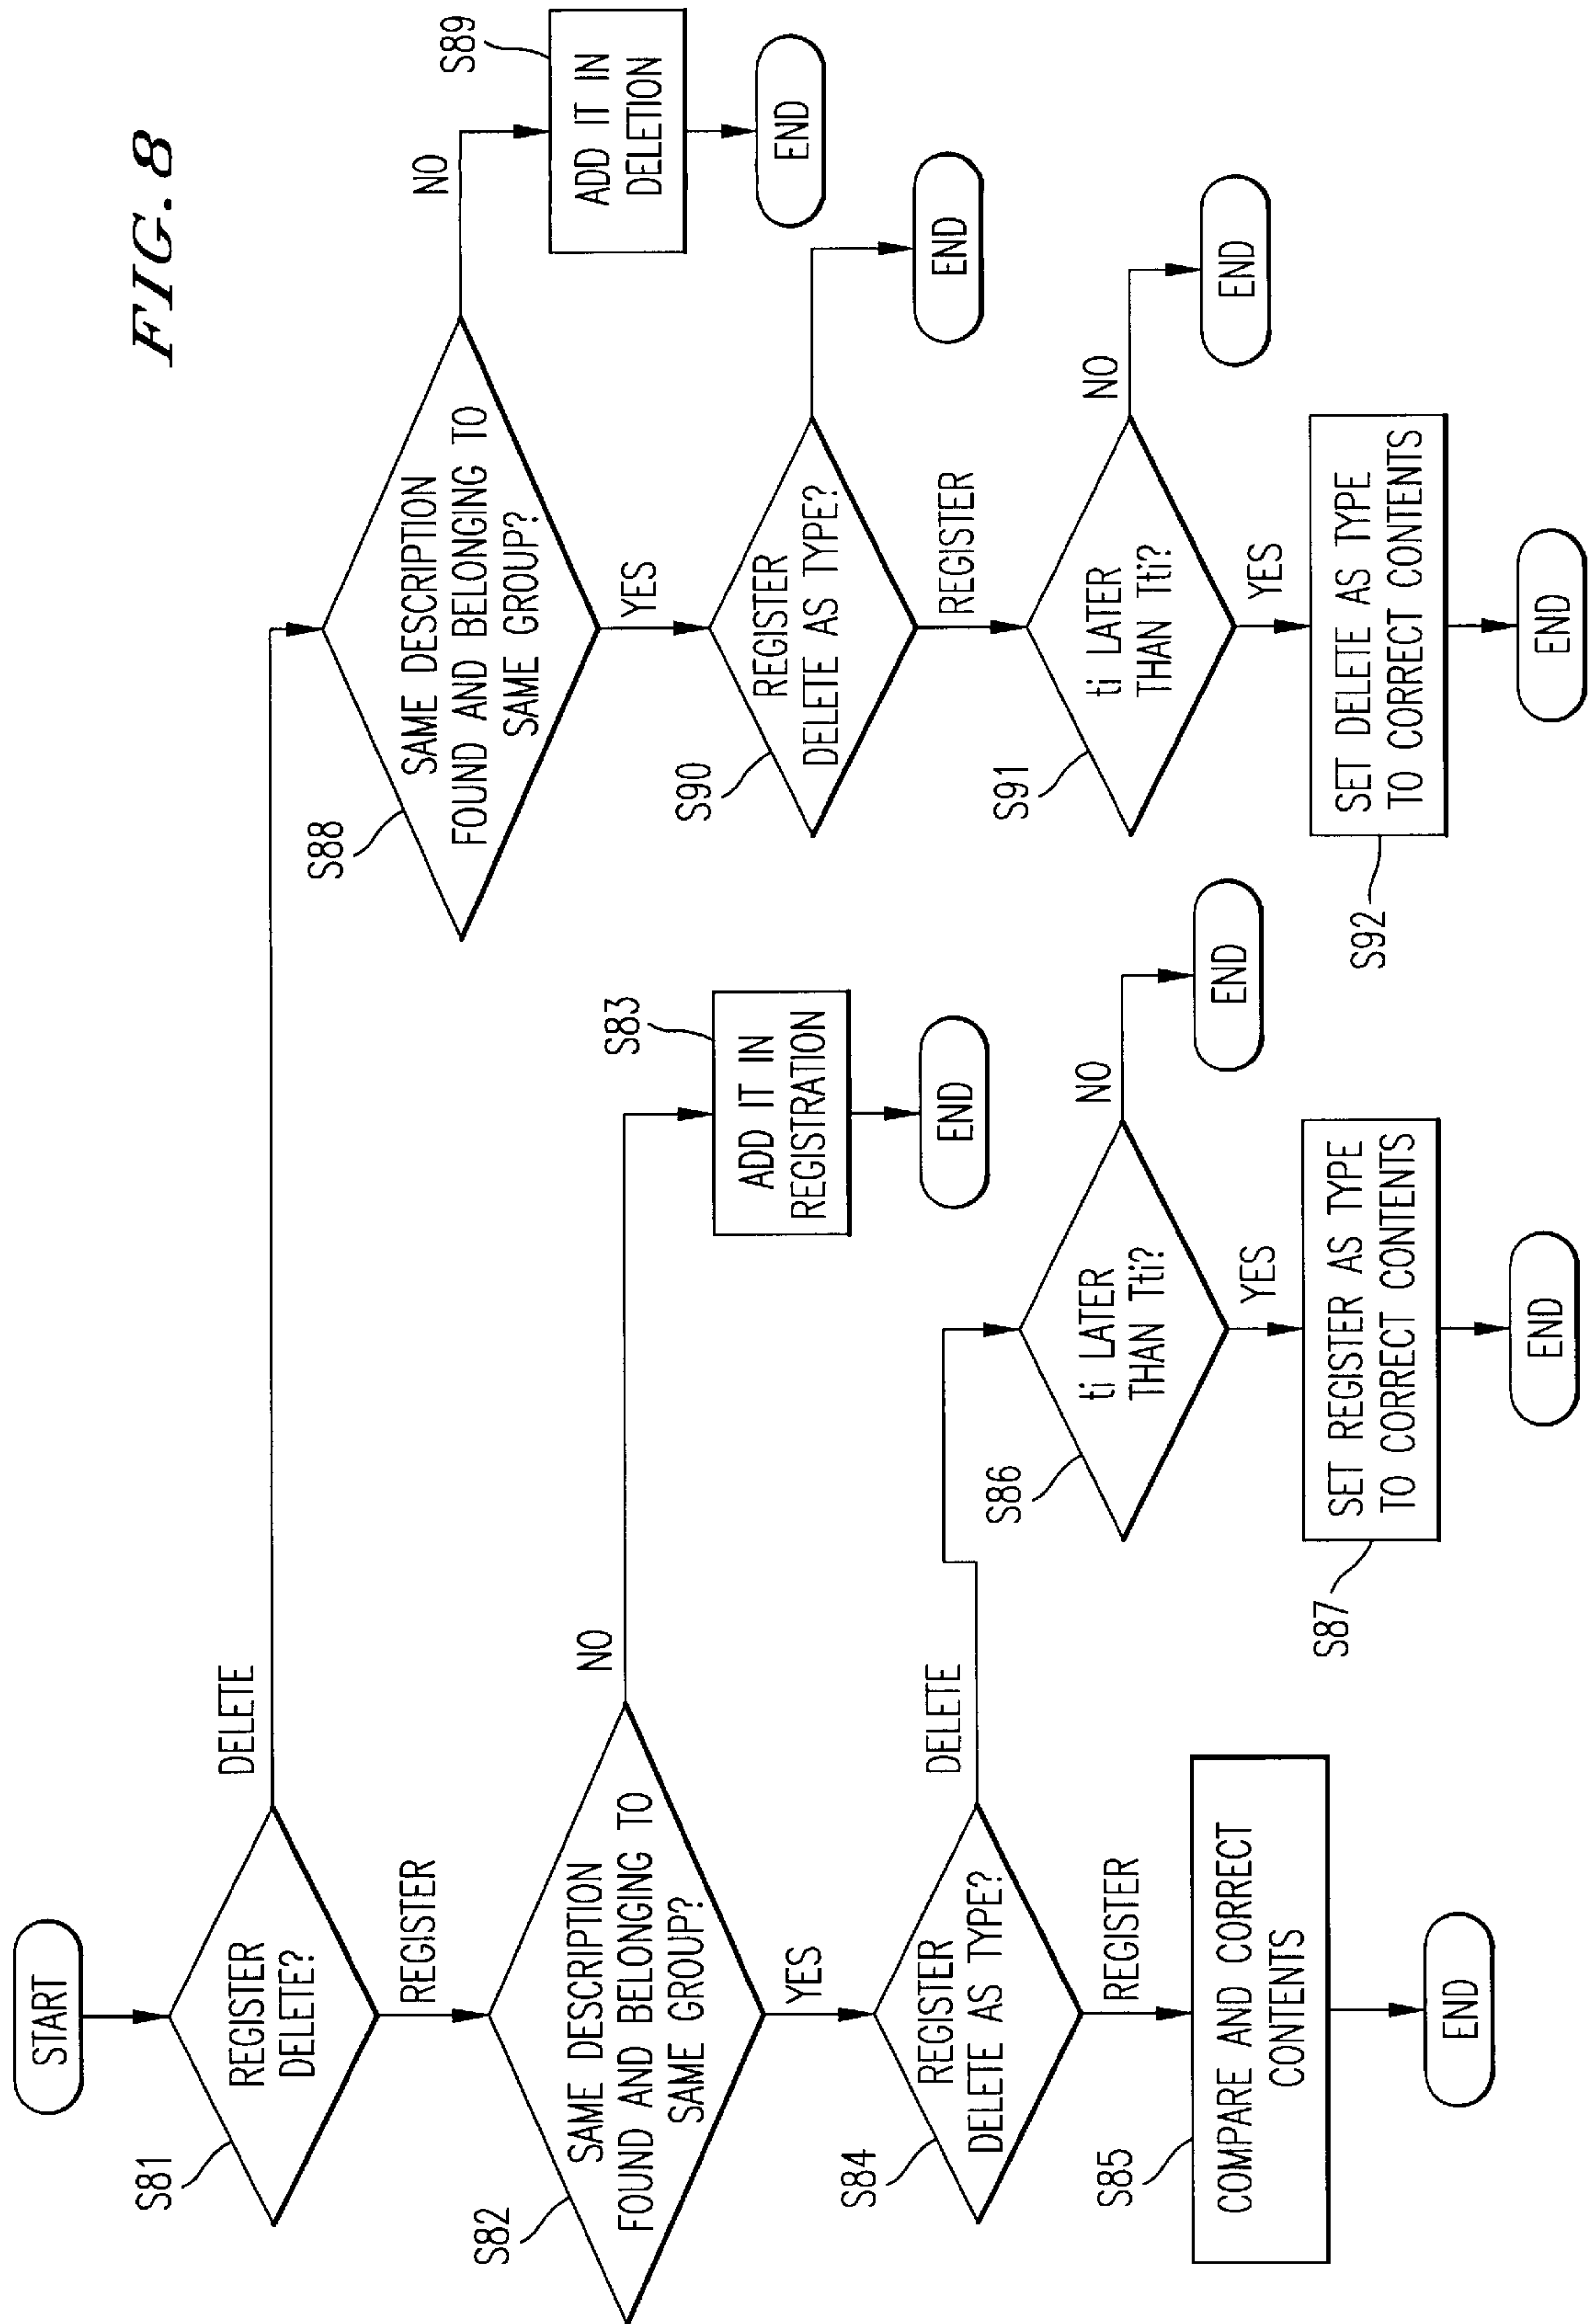 FIG. 8
START
S81
REGISTER
DELETE?
DELETE
REGISTER
S82
SAME DESCRIPTION
FOUND AND BELONGING TO
SAME GROUP?
NO
YES
S83
ADD IT IN
REGISTRATION
END
S84
REGISTER
DELETE AS TYPE?
DELETE
REGISTER
S85
COMPARE AND CORRECT
CONTENTS
END
S86
ti LATER
THAN Tti?
NO
END
YES
S87
SET REGISTER AS TYPE
TO CORRECT CONTENTS
END
S88
SAME DESCRIPTION
FOUND AND BELONGING TO
SAME GROUP?
NO
YES
S89
ADD IT IN
DELETION
END
S90
REGISTER
DELETE AS TYPE?
END
REGISTER
S91
ti LATER
THAN Tti?
NO
END
YES
S92
SET DELETE AS TYPE
TO CORRECT CONTENTS
END